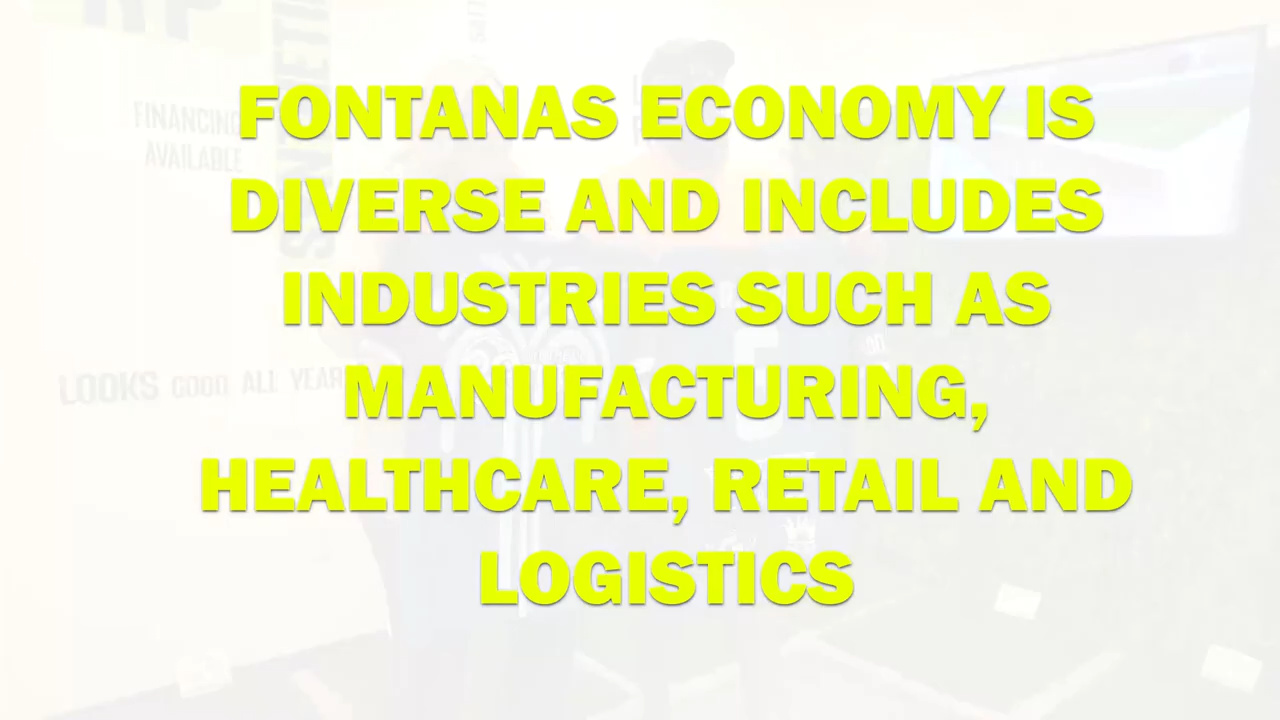 FONTANAS ECONOMY IS
DIVERSE AND INCLUDES
INDUSTRIES SUCH AS
MANUFACTURING,
HEALTHCARE, RETAIL AND
LOGISTICS
FINANCING
AVAILABLE
LOOKS GOOD ALL YEAR